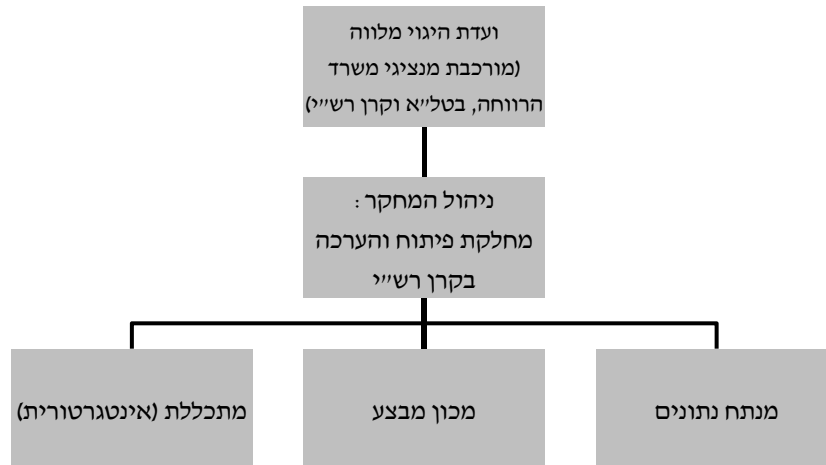 ועדת היגוי מלווה
(מורכבת מנציגי משרד
הרווחה, בטל״א וקרן רש״י)
ניהול המחקר :
מחלקת פיתוח והערכה
בקרן רש״י
מנתח נתונים
מכון מבצע
מתכללת (אינטגרטורית)